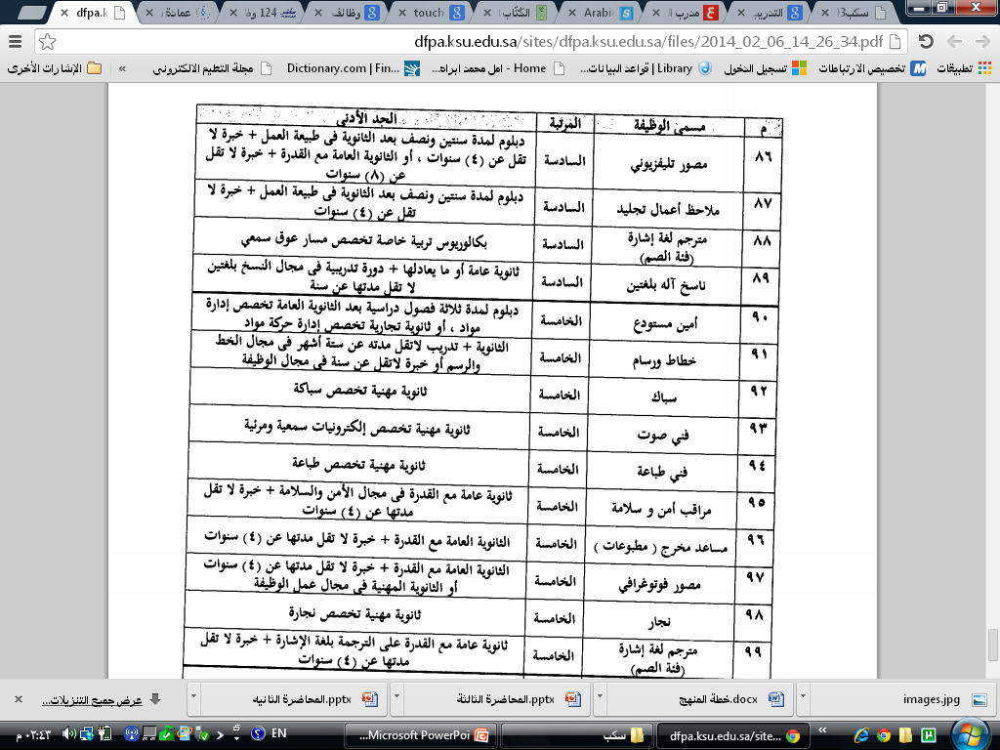 dfpa.k
عمادة
وظائف
touch
الكُتّاب
Arabic
مدرب
التدريب
dfpa.ksu.edu.sa/sites/dfpa.ksu.edu.sa/files/2014_02_06_14_26_34.pdf
تطبيقات
تخصيص الارتباطات
تسجيل الدخول
Library | قواعد البيانات...
Home - امل محمد ابراه...
Dictionary.com | Fin...
مجلة التعليم الالكترونى
»
الإشارات الأخرى
م مسمى الوظيفة المرتبة الحد الأدنى
٨٦ مصور تليفزيوني السادسة دبلوم لمدة سنتين ونصف بعد الثانوية فى طبيعة العمل + خبرة لا
تقل عن (٤) سنوات ، أو الثانوية العامة مع القدرة + خبرة لا تقل
عن (٨) سنوات
٨٧ ملاحظ أعمال تجليد السادسة دبلوم لمدة سنتين ونصف بعد الثانوية فى طبيعة العمل + خبرة لا
تقل عن (٤) سنوات
٨٨ مترجم لغة إشارة
(فئة الصم)
السادسة بكالوريوس تربية خاصة تخصص مسار عوق سمعي
٨٩ ناسخ آله بلغتين السادسة ثانوية عامة أو ما يعادلها + دورة تدريبية فى مجال النسخ بلغتين
لا تقل مدتها عن سنة
٩٠ أمين مستودع الخامسة دبلوم لمدة ثلاثة فصول دراسية بعد الثانوية العامة تخصص إدارة
مواد ، أو ثانوية تجارية تخصص إدارة حركة مواد
٩١ خطاط ورسام الخامسة الثانوية + تدريب لاتقل مدته عن ستة أشهر فى مجال الخط
والرسم أو خبرة لاتقل عن سنة فى مجال الوظيفة
٩٢ سباك الخامسة ثانوية مهنية تخصص سباكة
٩٣ فني صوت الخامسة ثانوية مهنية تخصص إلكترونيات سمعية ومرئية
٩٤ فني طباعة الخامسة ثانوية مهنية تخصص طباعة
٩٥ مراقب أمن و سلامة الخامسة ثانوية عامة مع القدرة فى مجال الأمن والسلامة + خبرة لا تقل
مدتها عن (٤) سنوات
٩٦ مساعد مخرج ( مطبوعات ) الخامسة الثانوية العامة مع القدرة + خبرة لا تقل مدتها عن (٤) سنوات
٩٧ مصور فوتوغرافي الخامسة الثانوية العامة مع القدرة + خبرة لا تقل مدتها عن (٤) سنوات
أو الثانوية المهنية فى مجال عمل الوظيفة
٩٨ نجار الخامسة ثانوية مهنية تخصص نجارة
٩٩ مترجم لغة إشارة
(فئة الصم)
الخامسة ثانوية عامة مع القدرة على الترجمة بلغة الإشارة + خبرة لا تقل
مدتها عن (٤) سنوات
images.jpg
خطة المنهج.docx
المحاضرة الثالثة.pptx
المحاضرة الثانيه.pptx
عرض جميع التنزيلات...
dfpa.ksu.edu.sa/site...
سكب
Microsoft PowerPoi...
EN
٠٢:٤٣ م